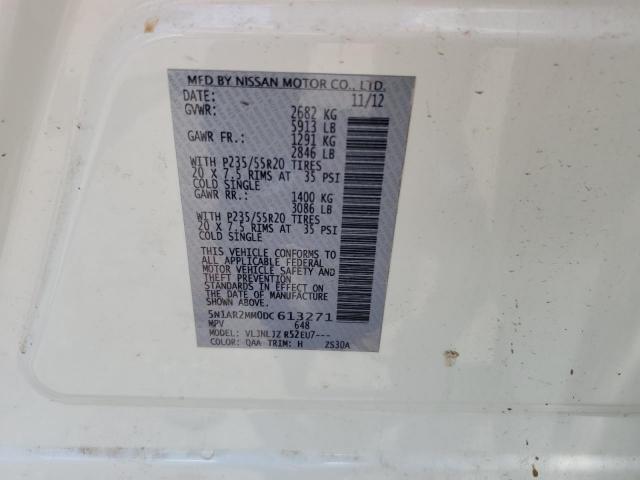 MFD BY NISSAN MOTOR CO., LTD.
DATE: 11/12
GVWR: 2682 KG
5913 LB
GAWR FR.: 1291 KG
2846 LB
WITH P235/55R20 TIRES
20 X 7.5 RIMS AT 35 PSI
COLD SINGLE
GAWR RR.: 1400 KG
3086 LB
WITH P235/55R20 TIRES
20 X 7.5 RIMS AT 35 PSI
COLD SINGLE
THIS VEHICLE CONFORMS TO
ALL APPLICABLE FEDERAL
MOTOR VEHICLE SAFETY AND
THEFT PREVENTION
STANDARDS IN EFFECT ON
THE DATE OF MANUFACTURE
SHOWN ABOVE.
5N1AR2MM0DC613271
MPV 648
MODEL: VLJNLJZ R52EU7---
COLOR: QAA TRIM: H ZS30A